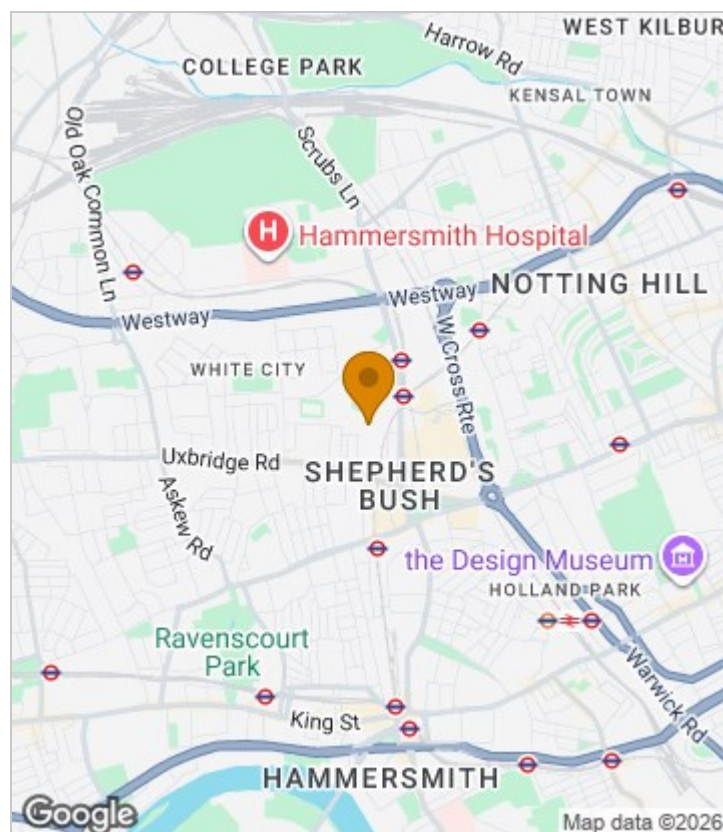 WEST KILBUR
Harrow Rd
COLLEGE PARK
KENSAL TOWN
Old Oak Common Ln
Scrubs Ln
H
Hammersmith Hospital
NOTTING HILL
Westway
Westway
W Cross Rte
WHITE CITY
Uxbridge Rd
SHEPHERD'S
BUSH
Askew Rd
the Design Museum
HOLLAND PARK
Ravenscourt
Park
Warwick Rd
King St
HAMMERSMITH
Google
Map data ©2026